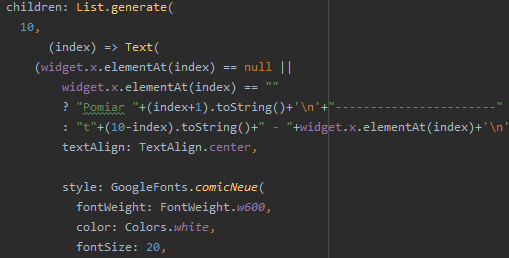 children: List.generate(
10,
(index) => Text(
(widget.x.elementAt(index) == null ||
widget.x.elementAt(index) == ""
? "Pomiar "+(index+1).toString()+'\n'+"-----------------------"
: "t"+(10-index).toString()+" - "+widget.x.elementAt(index)+'\n'
textAlign: TextAlign.center,
style: GoogleFonts.comicNeue(
fontWeight: FontWeight.w600,
color: Colors.white,
fontSize: 20,